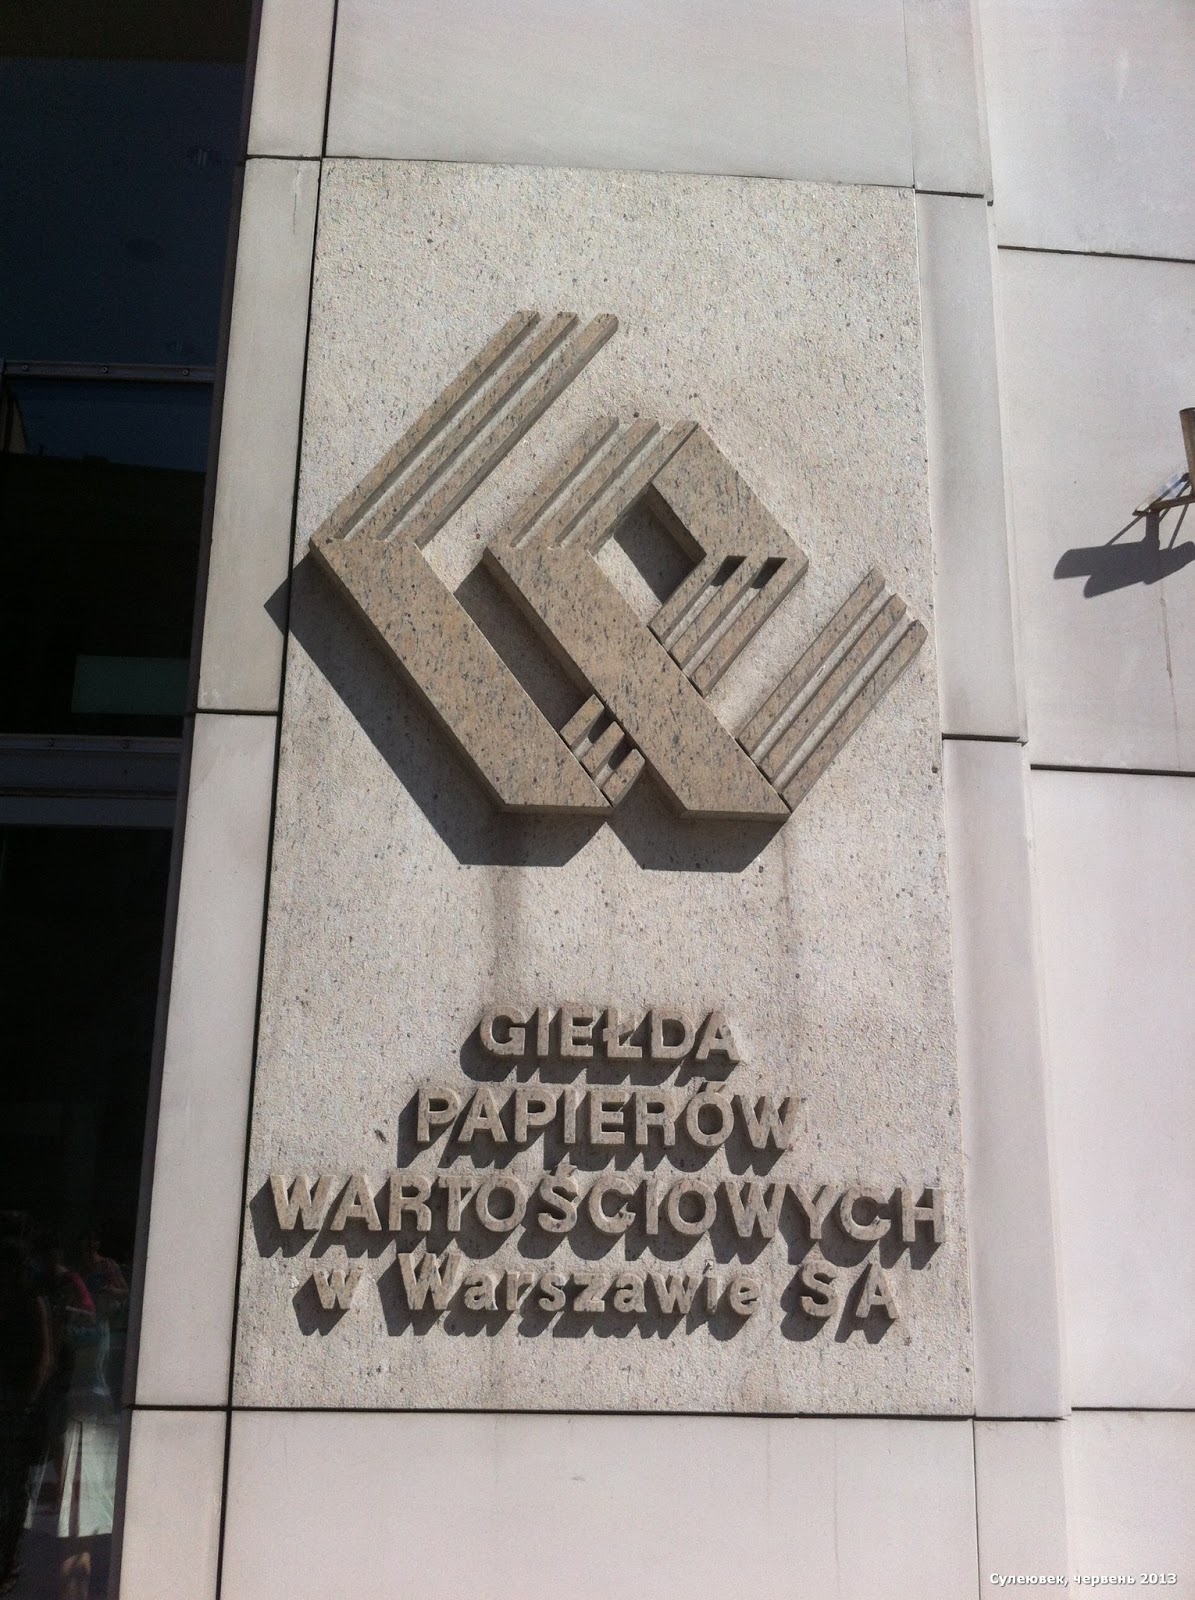 GIEŁDA
PAPIERÓW
WARTOŚCIOWYCH
w Warszawie SA
Сулеювек, червень 2013